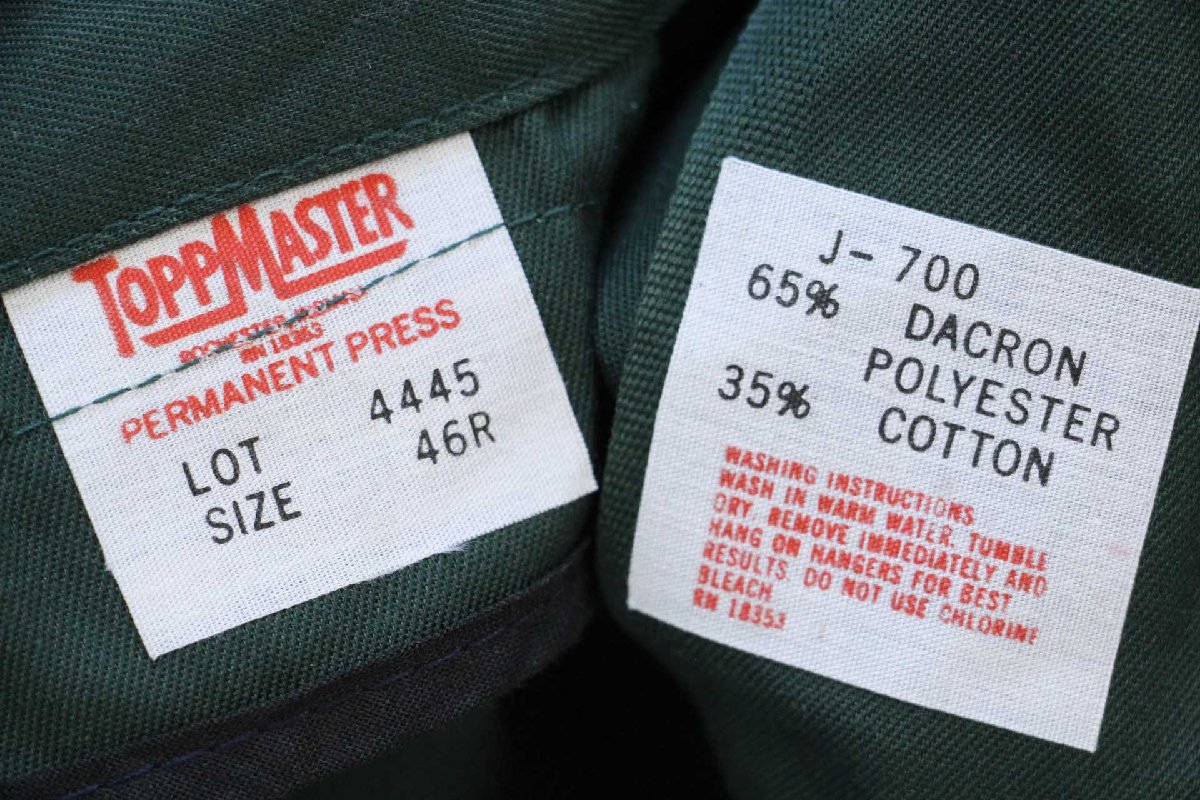 TOPPMASTER
PERMANENT PRESS
LOT 4445
SIZE 46R
J-700
65% DACRON
POLYESTER
35% COTTON
WASHING INSTRUCTIONS
WASH IN WARM WATER, TUMBLE
DRY, REMOVE IMMEDIATELY AND
HANG ON HANGERS FOR BEST
RESULTS. DO NOT USE CHLORINE
BLEACH
RN 18353